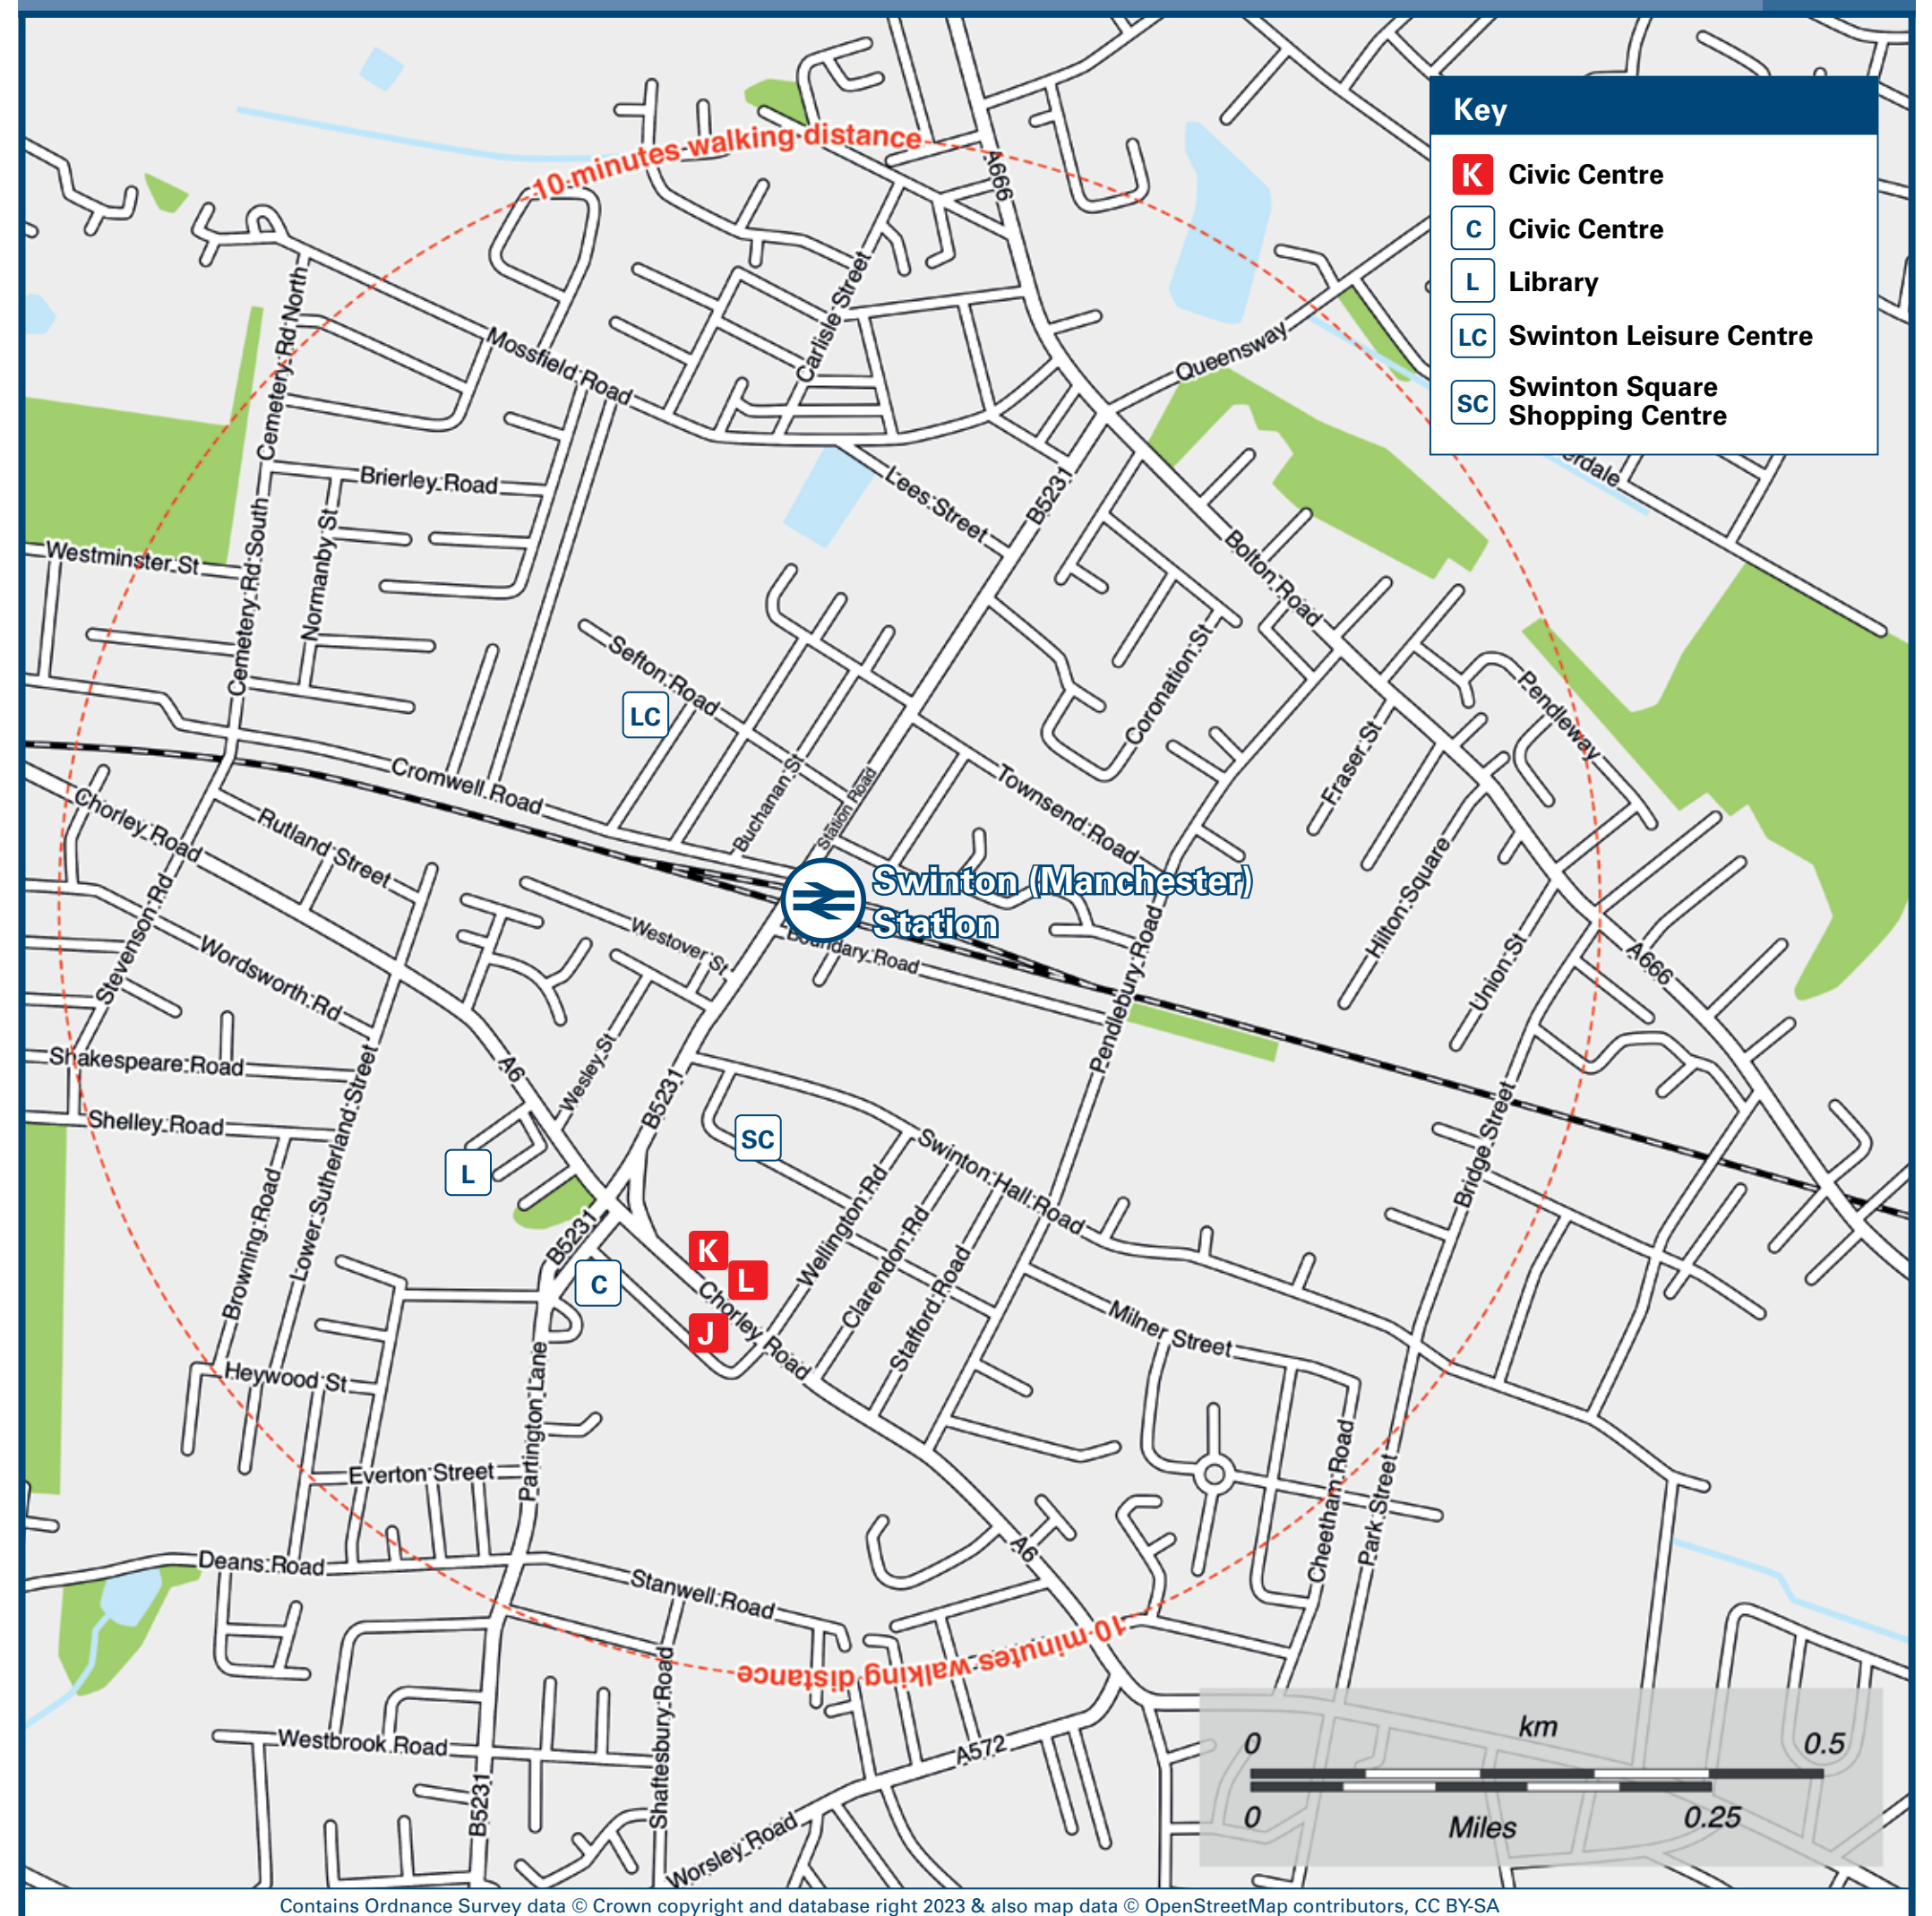 10 minutes walking distance
A666
Key
K Civic Centre
C Civic Centre
L Library
LC Swinton Leisure Centre
SC Swinton Square
Shopping Centre
Cemetery Rd North
Mossfield Road
Carlisle Street
Queensway
Brierley Road
Lees Street
B5231
Westminster St
Cemetery Rd South
Normanby St
Bolton Road
Sefton Road
LC
Coronation St
Pendleway
Fraser St
Cromwell Road
Buchanan St
Station Road
Townsend Road
Chorley Road
Rutland Street
Swinton (Manchester)
Station
Stevenson Rd
Wordsworth Rd
Westover St
Boundary Road
Pendlebury Road
Hilton Square
Union St
A666
Shakespeare Road
A6
Wesley St
B5231
Shelley Road
Lower Sutherland Street
SC
L
Swinton Hall Road
Bridge Street
Browning Road
B5231
C
K
L
J
Chorley Road
Wellington Rd
Clarendon Rd
Stafford Road
Milner Street
Heywood St
Partington Lane
Everton Street
Cheetham Road
Park Street
Deans Road
Stanwell Road
A6
10 minutes walking distance
Shaftesbury Road
Westbrook Road
B5231
A572
Worsley Road
km
0 0.5
0 0.25
Miles
Contains Ordnance Survey data © Crown copyright and database right 2023 & also map data © OpenStreetMap contributors, CC BY-SA